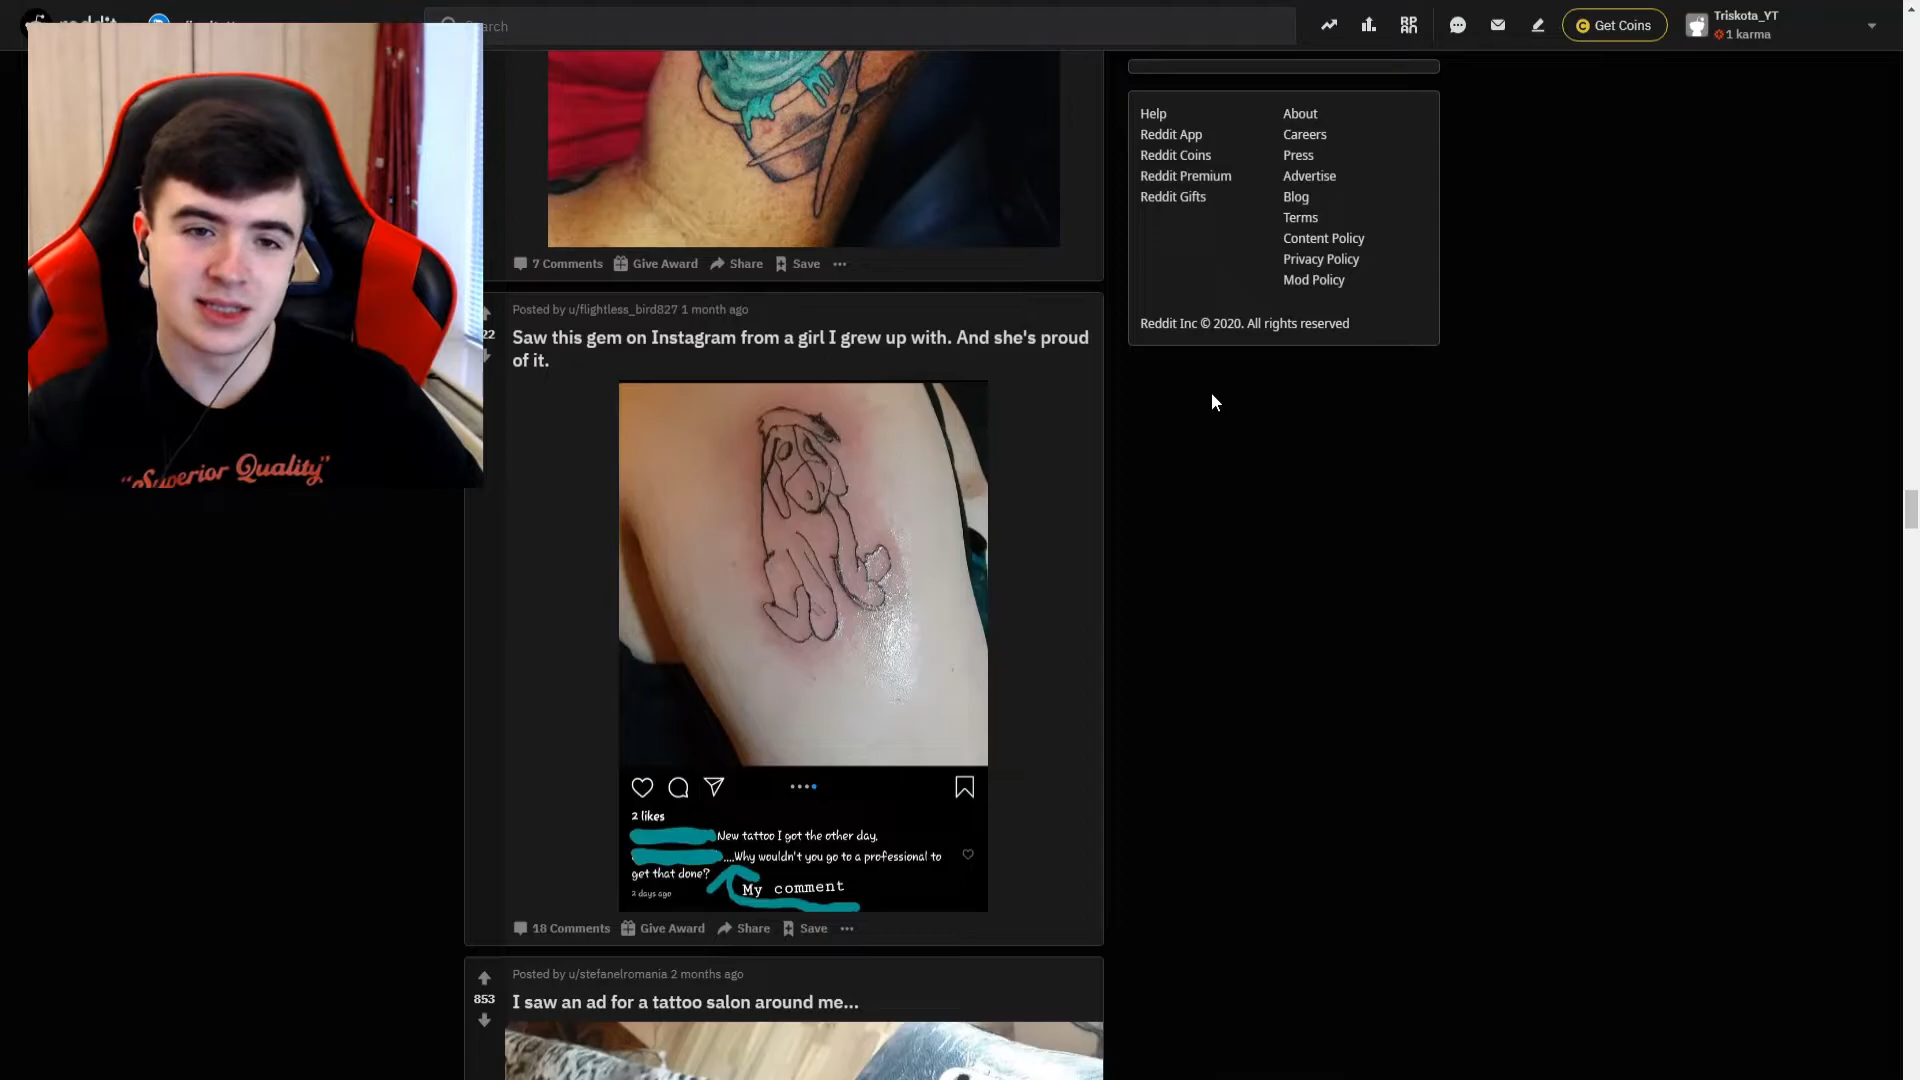 Get Coins
Triskota_YT
1 karma
7 Comments Give Award Share Save
Help About
Reddit App Careers
Reddit Coins Press
Reddit Premium Advertise
Reddit Gifts Blog
Terms
Content Policy
Privacy Policy
Mod Policy
Reddit Inc © 2020. All rights reserved
Posted by u/flightless_bird827 1 month ago
Saw this gem on Instagram from a girl I grew up with. And she's proud
of it.
"Superior Quality"
2 likes
New tattoo I got the other day.
....Why wouldn't you go to a professional to
get that done?
My comment
2 days ago
18 Comments Give Award Share Save
Posted by u/stefanelromania 2 months ago
853
I saw an ad for a tattoo salon around me...